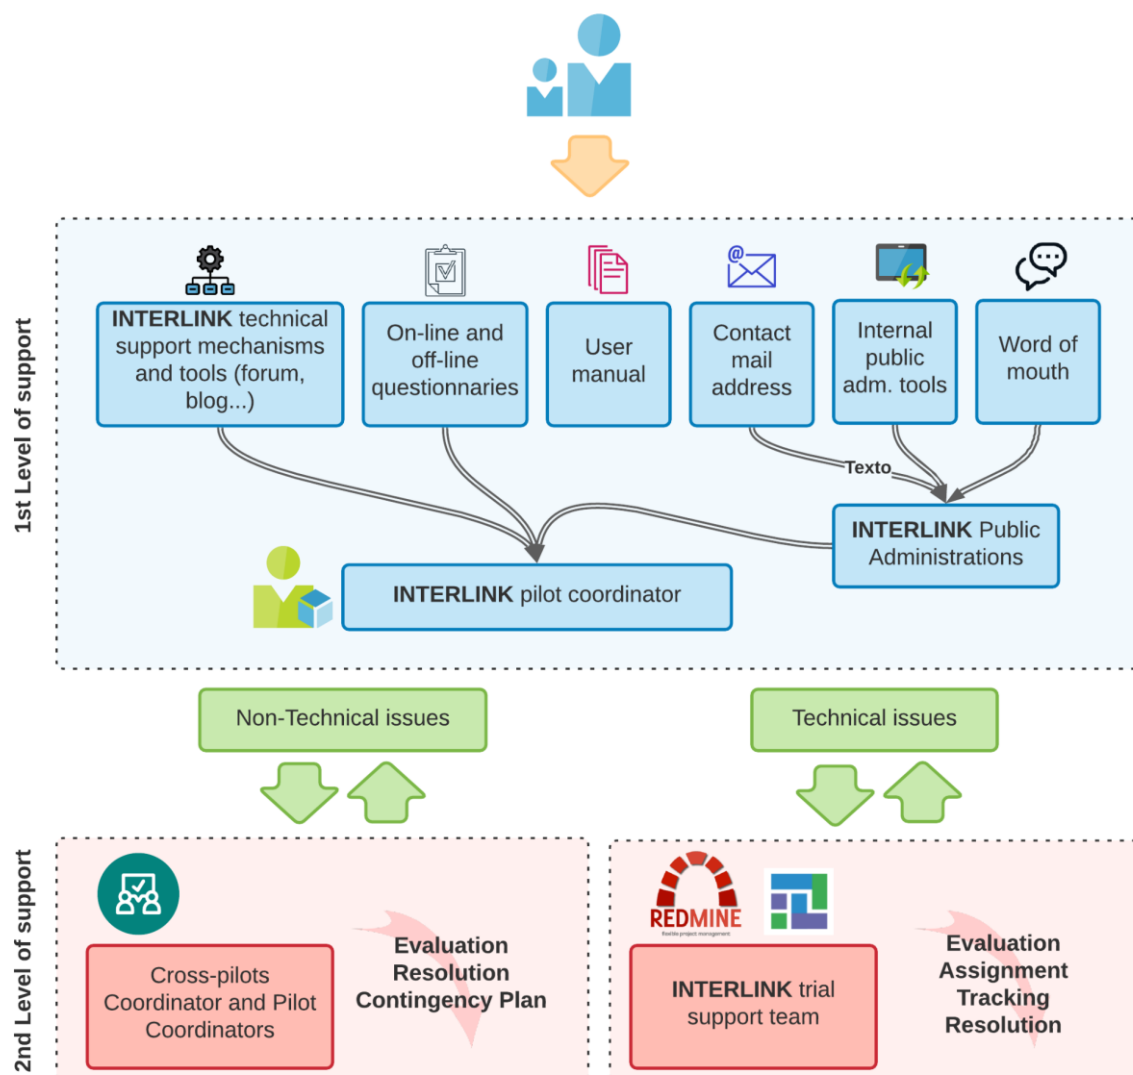 1st Level of support
INTERLINK technical
support mechanisms
and tools (forum,
blog...)
On-line and
off-line
questionnaries
User
manual
@
Contact
mail
address
Internal
public
adm. tools
Word of
mouth
Texto
INTERLINK Public
Administrations
INTERLINK pilot coordinator
Non-Technical issues
Technical issues
2nd Level of support
Cross-pilots
Coordinator and Pilot
Coordinators
Evaluation
Resolution
Contingency Plan
REDMINE
flexible project management
INTERLINK trial
support team
Evaluation
Assignment
Tracking
Resolution